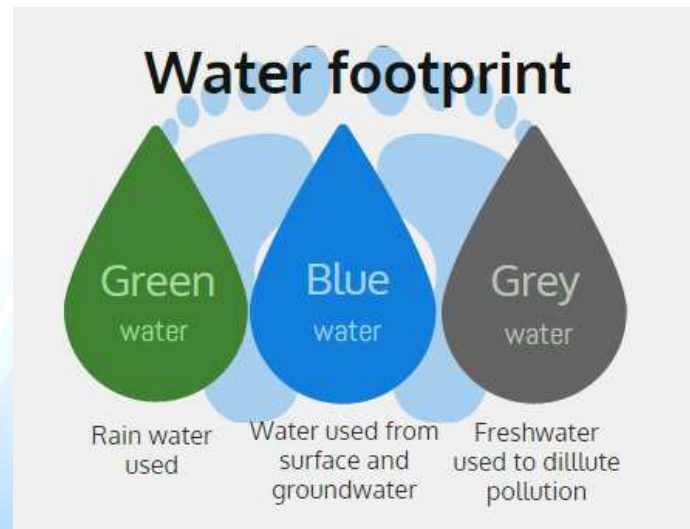 Water footprint
Green
water
Blue
water
Grey
water
Rain water
used
Water used from
surface and
groundwater
Freshwater
used to dilllute
pollution